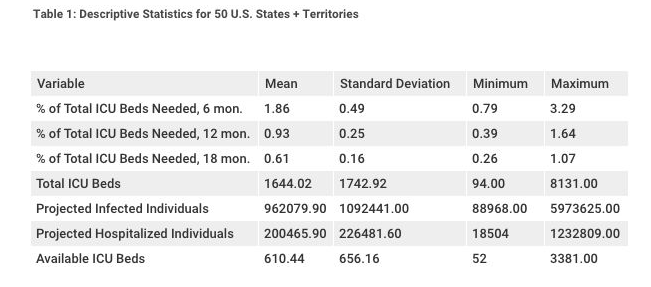 Table 1: Descriptive Statistics for 50 U.S. States + Territories
Variable Mean Standard Deviation Minimum Maximum
% of Total ICU Beds Needed, 6 mon. 1.86 0.49 0.79 3.29
% of Total ICU Beds Needed, 12 mon. 0.93 0.25 0.39 1.64
% of Total ICU Beds Needed, 18 mon. 0.61 0.16 0.26 1.07
Total ICU Beds 1644.02 1742.92 94.00 8131.00
Projected Infected Individuals 962079.90 1092441.00 88968.00 5973625.00
Projected Hospitalized Individuals 200465.90 226481.60 18504 1232809.00
Available ICU Beds 610.44 656.16 52 3381.00